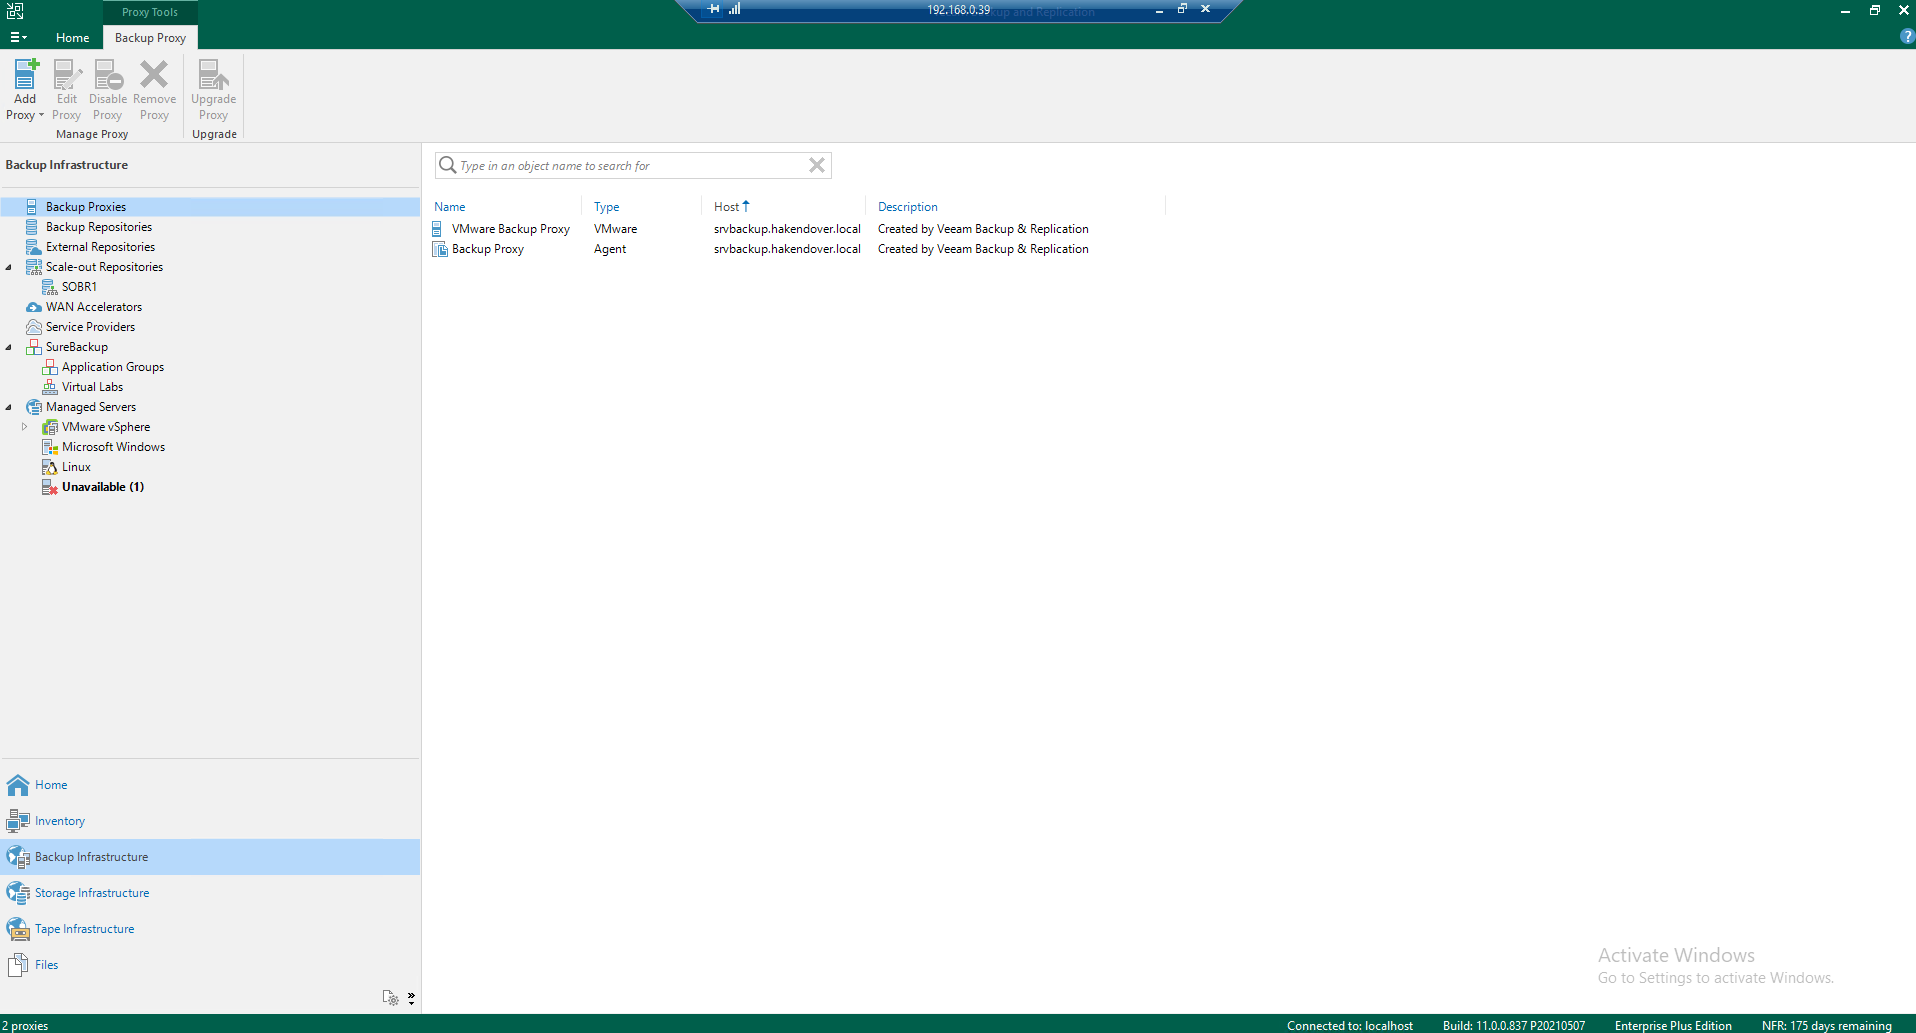 Proxy Tools
192.168.0.39
Backup and Replication
Home
Backup Proxy
Add Proxy
Edit Proxy
Disable Proxy
Remove Proxy
Upgrade Proxy
Manage Proxy
Upgrade
Backup Infrastructure
Type in an object name to search for
Backup Proxies
Backup Repositories
External Repositories
Scale-out Repositories
SOBR1
WAN Accelerators
Service Providers
SureBackup
Application Groups
Virtual Labs
Managed Servers
VMware vSphere
Microsoft Windows
Linux
Unavailable (1)
Name Type Host Description
VMware Backup Proxy VMware srvbackup.hakendover.local Created by Veeam Backup & Replication
Backup Proxy Agent srvbackup.hakendover.local Created by Veeam Backup & Replication
Home
Inventory
Backup Infrastructure
Storage Infrastructure
Tape Infrastructure
Files
Activate Windows
Go to Settings to activate Windows.
2 proxies
Connected to: localhost
Build: 11.0.0.837 P20210507
Enterprise Plus Edition
NFR: 175 days remaining